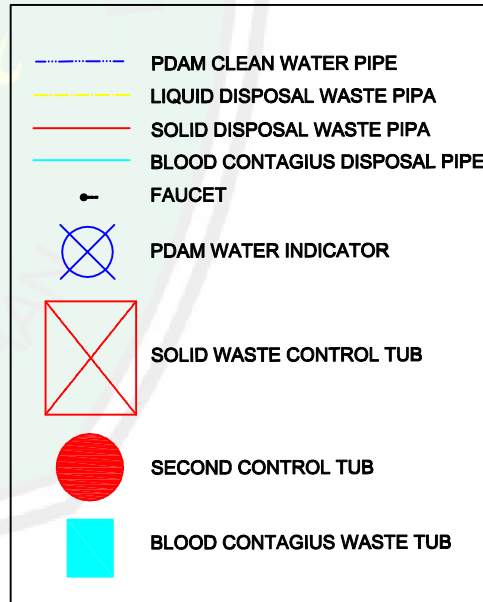 PDAM CLEAN WATER PIPE
LIQUID DISPOSAL WASTE PIPA
SOLID DISPOSAL WASTE PIPA
BLOOD CONTAGIUS DISPOSAL PIPE
FAUCET
PDAM WATER INDICATOR
SOLID WASTE CONTROL TUB
SECOND CONTROL TUB
BLOOD CONTAGIUS WASTE TUB